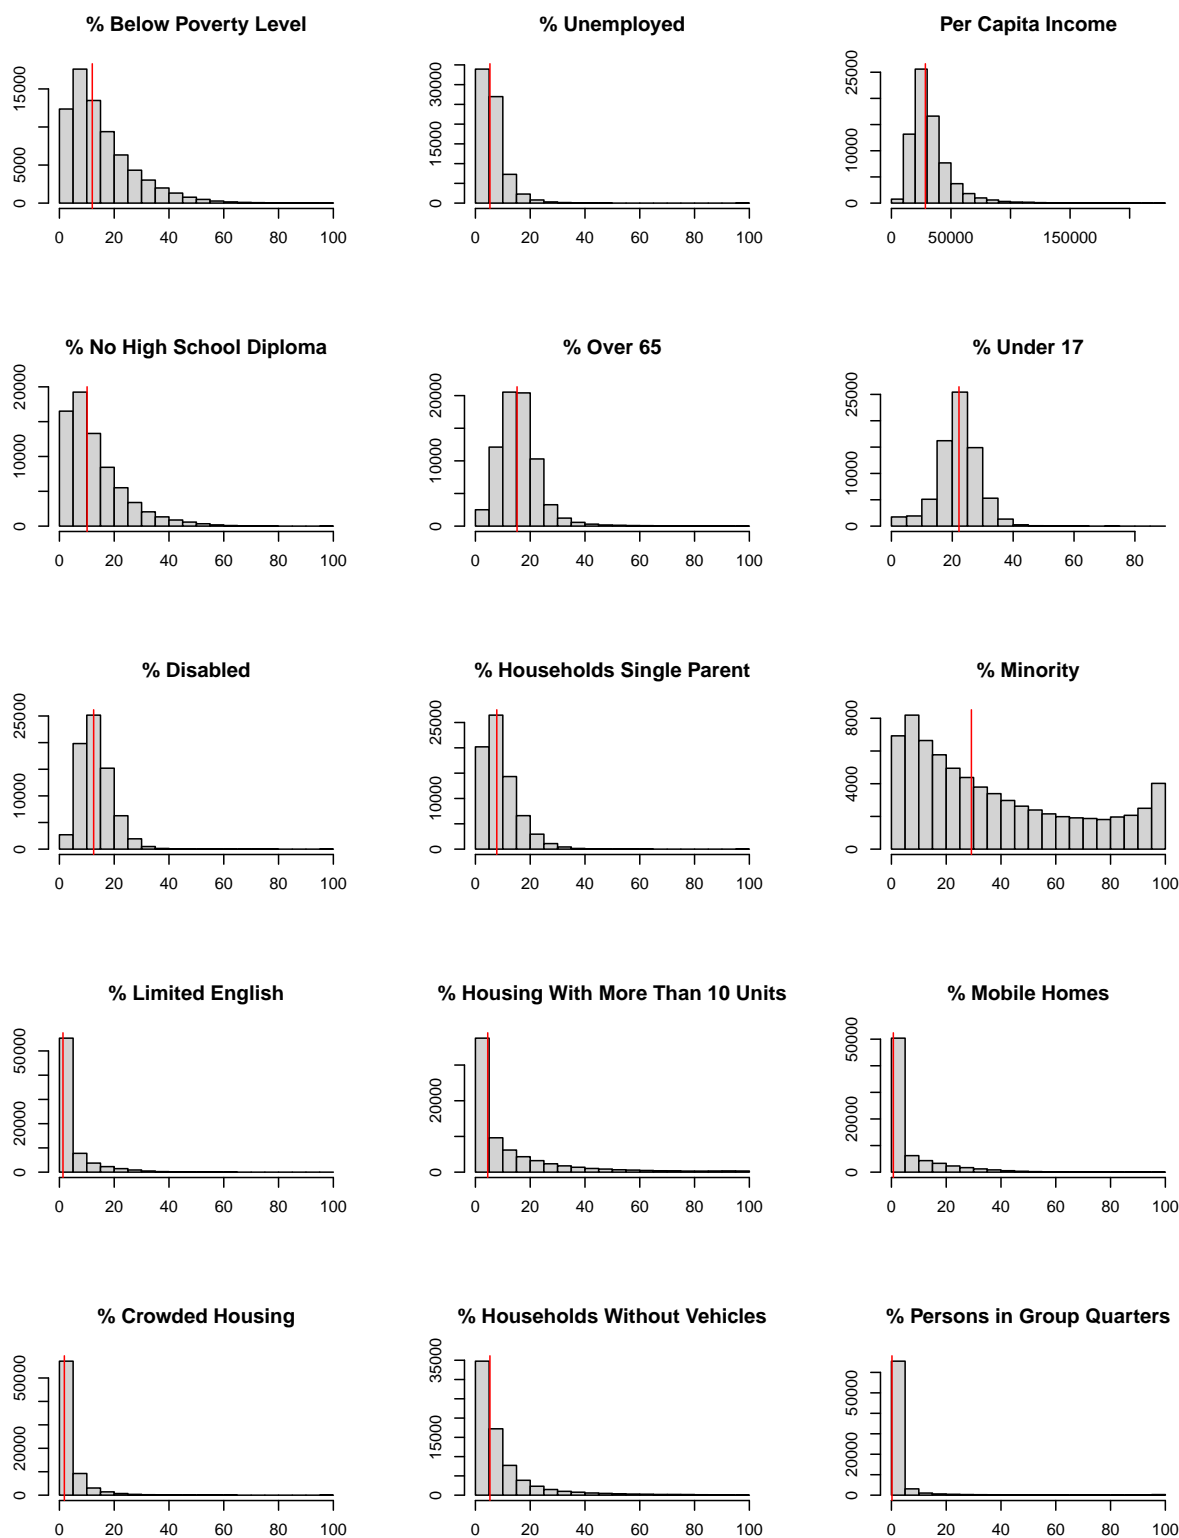 % Below Poverty Level
% Unemployed
Per Capita Income
0 5000 15000
0 20 40 60 80 100
0 15000 30000
0 20 40 60 80 100
0 10000 25000
0 50000 150000
% No High School Diploma
% Over 65
% Under 17
0 10000 20000
0 20 40 60 80 100
0 10000 20000
0 20 40 60 80 100
0 10000 25000
0 20 40 60 80
% Disabled
% Households Single Parent
% Minority
0 10000 25000
0 20 40 60 80 100
0 10000 25000
0 20 40 60 80 100
0 4000 8000
0 20 40 60 80 100
% Limited English
% Housing With More Than 10 Units
% Mobile Homes
0 20000 50000
0 20 40 60 80 100
0 20000
0 20 40 60 80 100
0 20000 50000
0 20 40 60 80 100
% Crowded Housing
% Households Without Vehicles
% Persons in Group Quarters
0 20000 50000
0 20 40 60 80 100
0 15000 35000
0 20 40 60 80 100
0 20000 50000
0 20 40 60 80 100